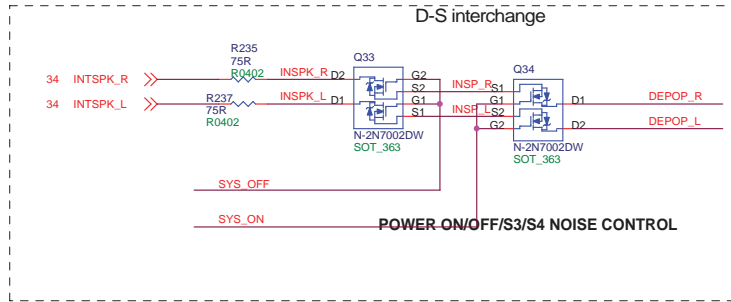 D-S interchange
R235
75R
R0402
Q33
34 INTSPK_R
INSPK_R
D2
G2
S2
INSP_R
S1
Q34
34 INTSPK_L
R237
75R
R0402
INSPK_L
D1
G1
S1
INSP_L
G1
S2
G2
D1
DEPOP_R
D2
DEPOP_L
N-2N7002DW
SOT_363
N-2N7002DW
SOT_363
SYS_OFF
SYS_ON
POWER ON/OFF/S3/S4 NOISE CONTROL